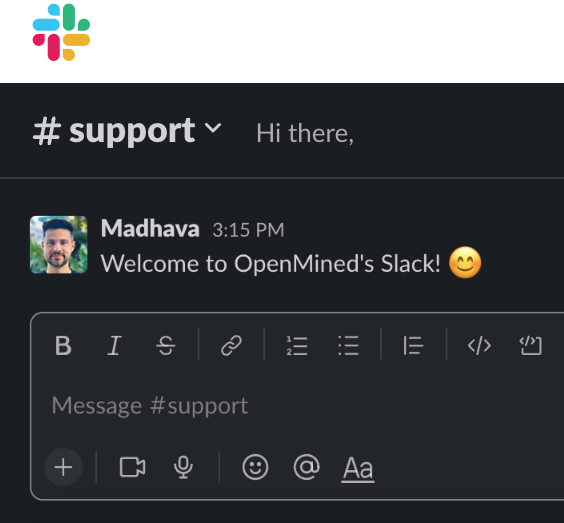 # support Hi there,
Madhava 3:15 PM
Welcome to OpenMined's Slack! 😊
B I S </>
Message #support
+ @ Aa